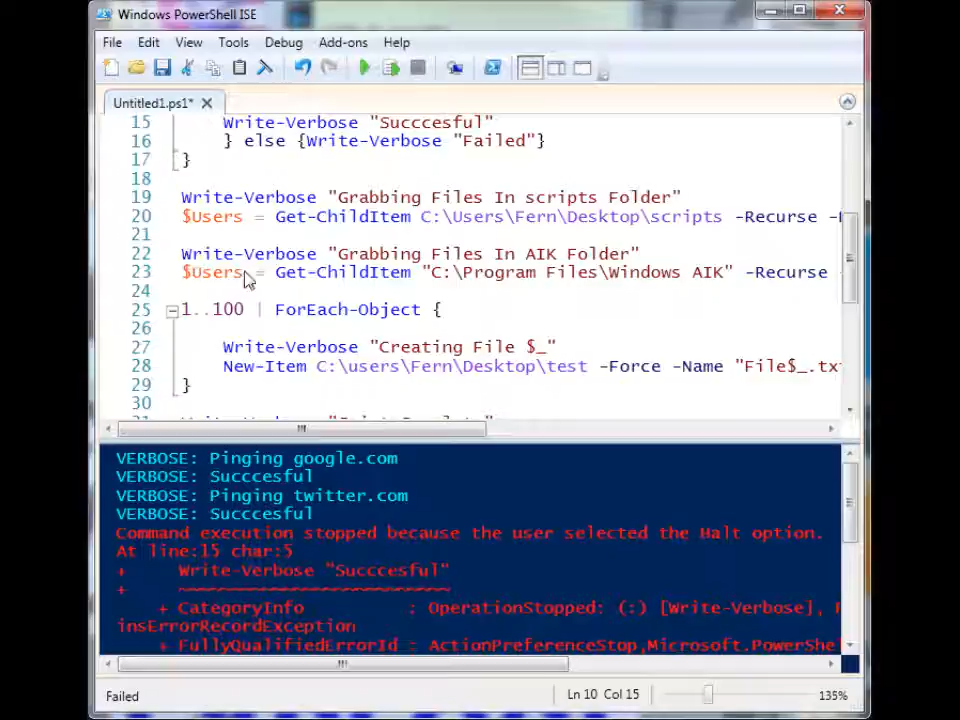 Windows PowerShell ISE
File Edit View Tools Debug Add-ons Help
Untitled1.ps1*
15 Write-Verbose "Succcesful"
16 } else {Write-Verbose "Failed"}
17 }
18
19 Write-Verbose "Grabbing Files In scripts Folder"
20 $Users = Get-ChildItem C:\Users\Fern\Desktop\scripts -Recurse -
21
22 Write-Verbose "Grabbing Files In AIK Folder"
23 $Users = Get-ChildItem "C:\Program Files\Windows AIK" -Recurse
24
25 1..100 | ForEach-Object {
26
27 Write-Verbose "Creating File $_"
28 New-Item C:\users\Fern\Desktop\test -Force -Name "File$_.tx
29 }
30
VERBOSE: Pinging google.com
VERBOSE: Succcesful
VERBOSE: Pinging twitter.com
VERBOSE: Succcesful
Command execution stopped because the user selected the Halt option.
At line:15 char:5
+ Write-Verbose "Succcesful"
+ ~~~~~~~~~~~~~~~~~~~~~~~~~~
+ CategoryInfo : OperationStopped: (:) [Write-Verbose],
insErrorRecordException
+ FullyQualifiedErrorId : ActionPreferenceStop,Microsoft.PowerShel
Failed Ln 10 Col 15 135%